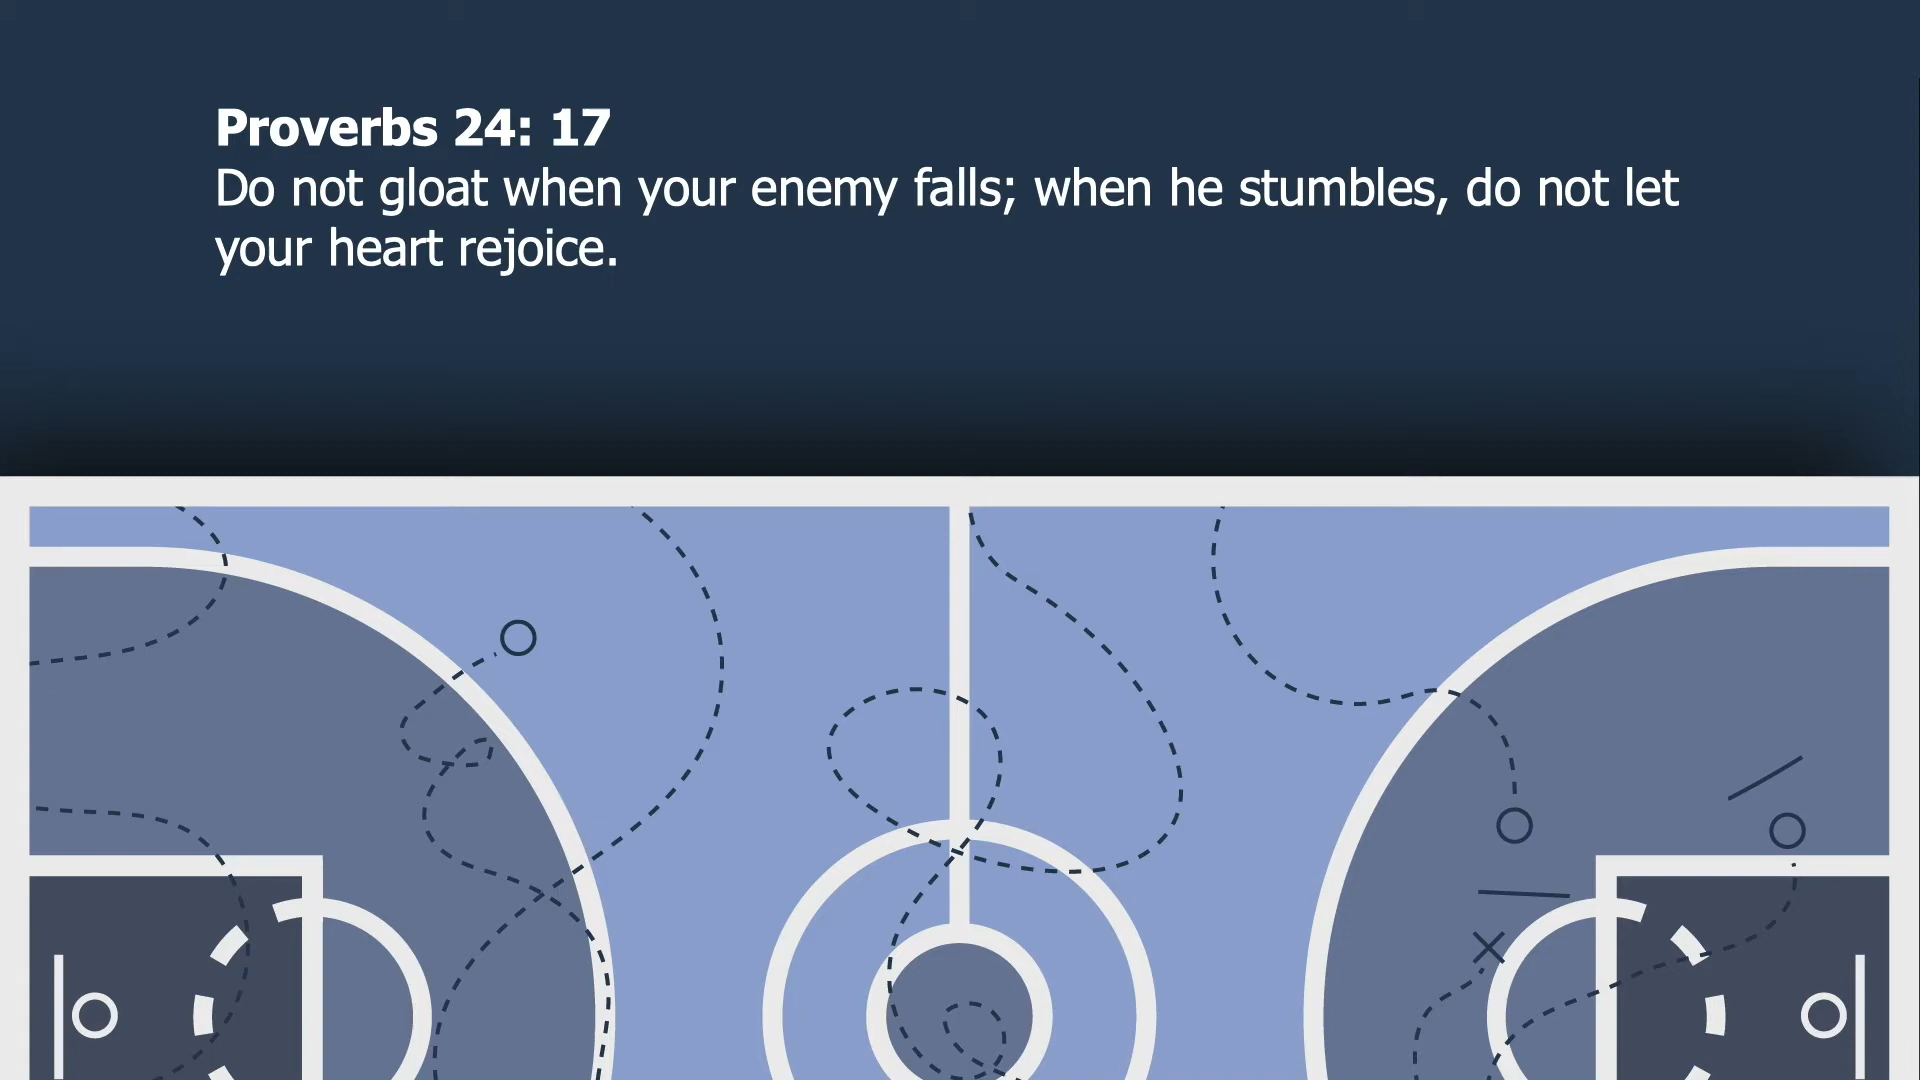 Proverbs 24: 17
Do not gloat when your enemy falls; when he stumbles, do not let
your heart rejoice.